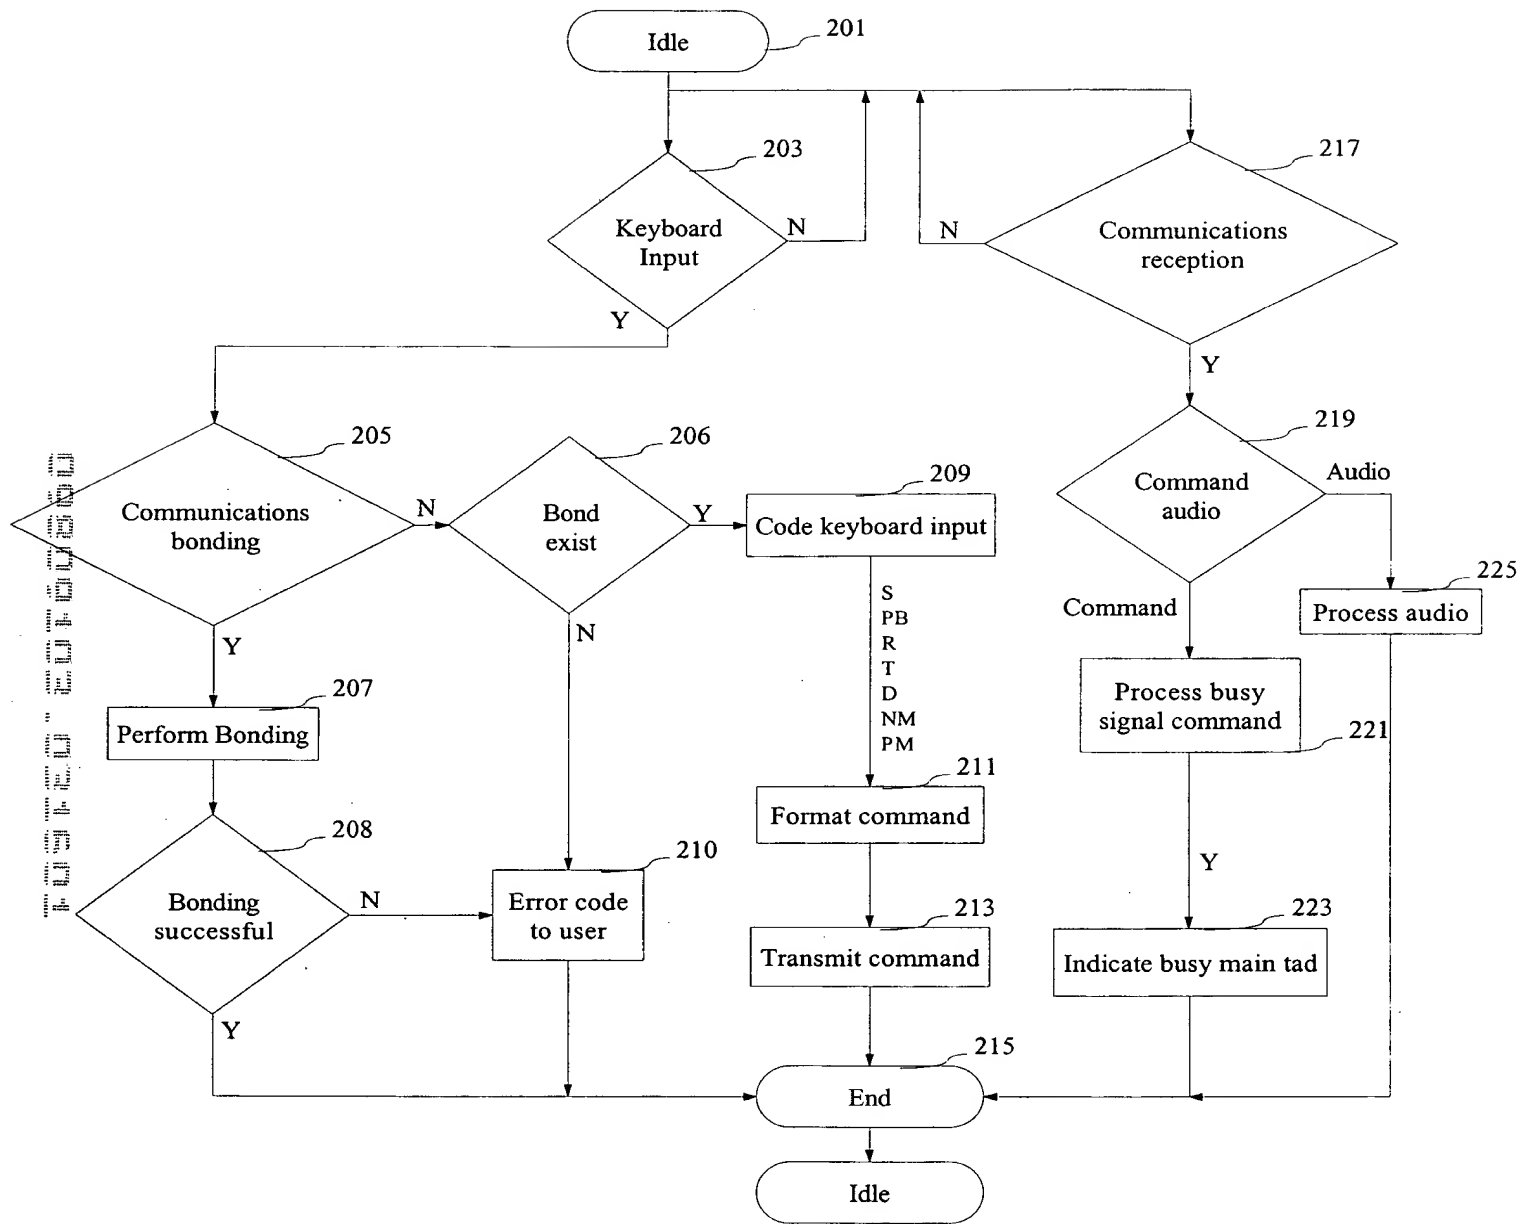 Idle
201
203
Keyboard
Input
N
Y
217
Communications
reception
N
Y
205
Communications
bonding
N
Y
206
Bond
exist
Y
N
209
Code keyboard input
S
PB
R
T
D
NM
PM
219
Command
audio
Audio
Command
225
Process audio
207
Perform Bonding
Process busy
signal command
221
208
Bonding
successful
N
Y
210
Error code
to user
211
Format command
213
Transmit command
Y
223
Indicate busy main tad
215
End
Idle